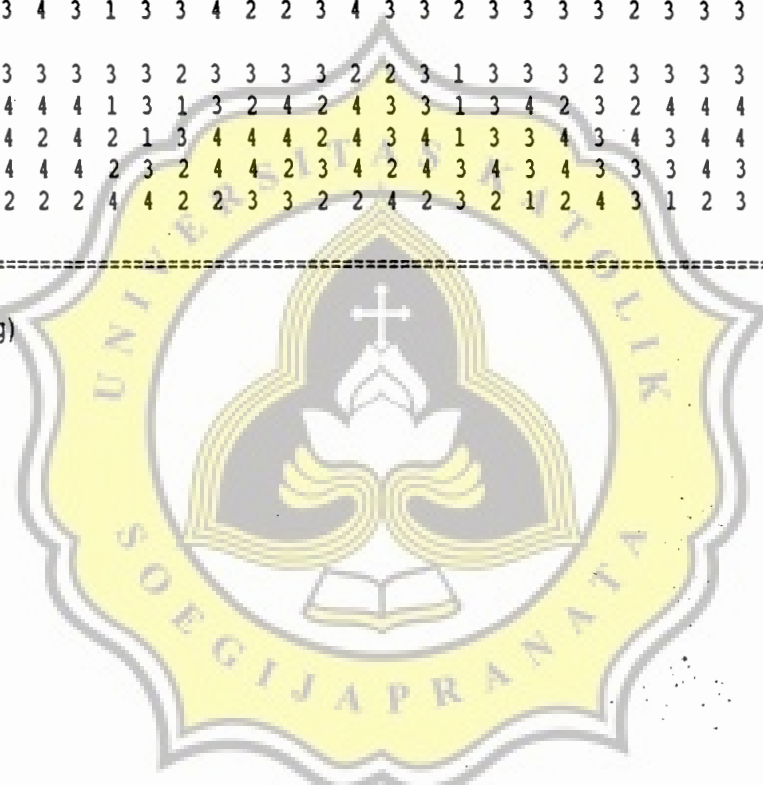 3 4 3 1 3 3 4 2 2 3 4 3 3 2 3 3 3 3 2 3 3 3
3 3 3 3 3 2 3 3 3 3 2 2 3 1 3 3 3 2 3 3 3 3
4 4 4 1 3 1 3 2 4 2 4 3 3 1 3 4 2 3 2 4 4 4
4 2 4 2 1 3 4 4 4 2 4 3 4 1 3 3 4 3 4 3 4 4
4 4 4 2 3 2 4 4 2 3 4 2 4 3 4 3 4 3 3 3 4 3
2 2 2 4 4 2 2 3 3 2 2 4 2 3 2 1 2 4 3 1 2 3
g)
UNIVERSITAS KATOLIK
SOEGIJAPRANATA